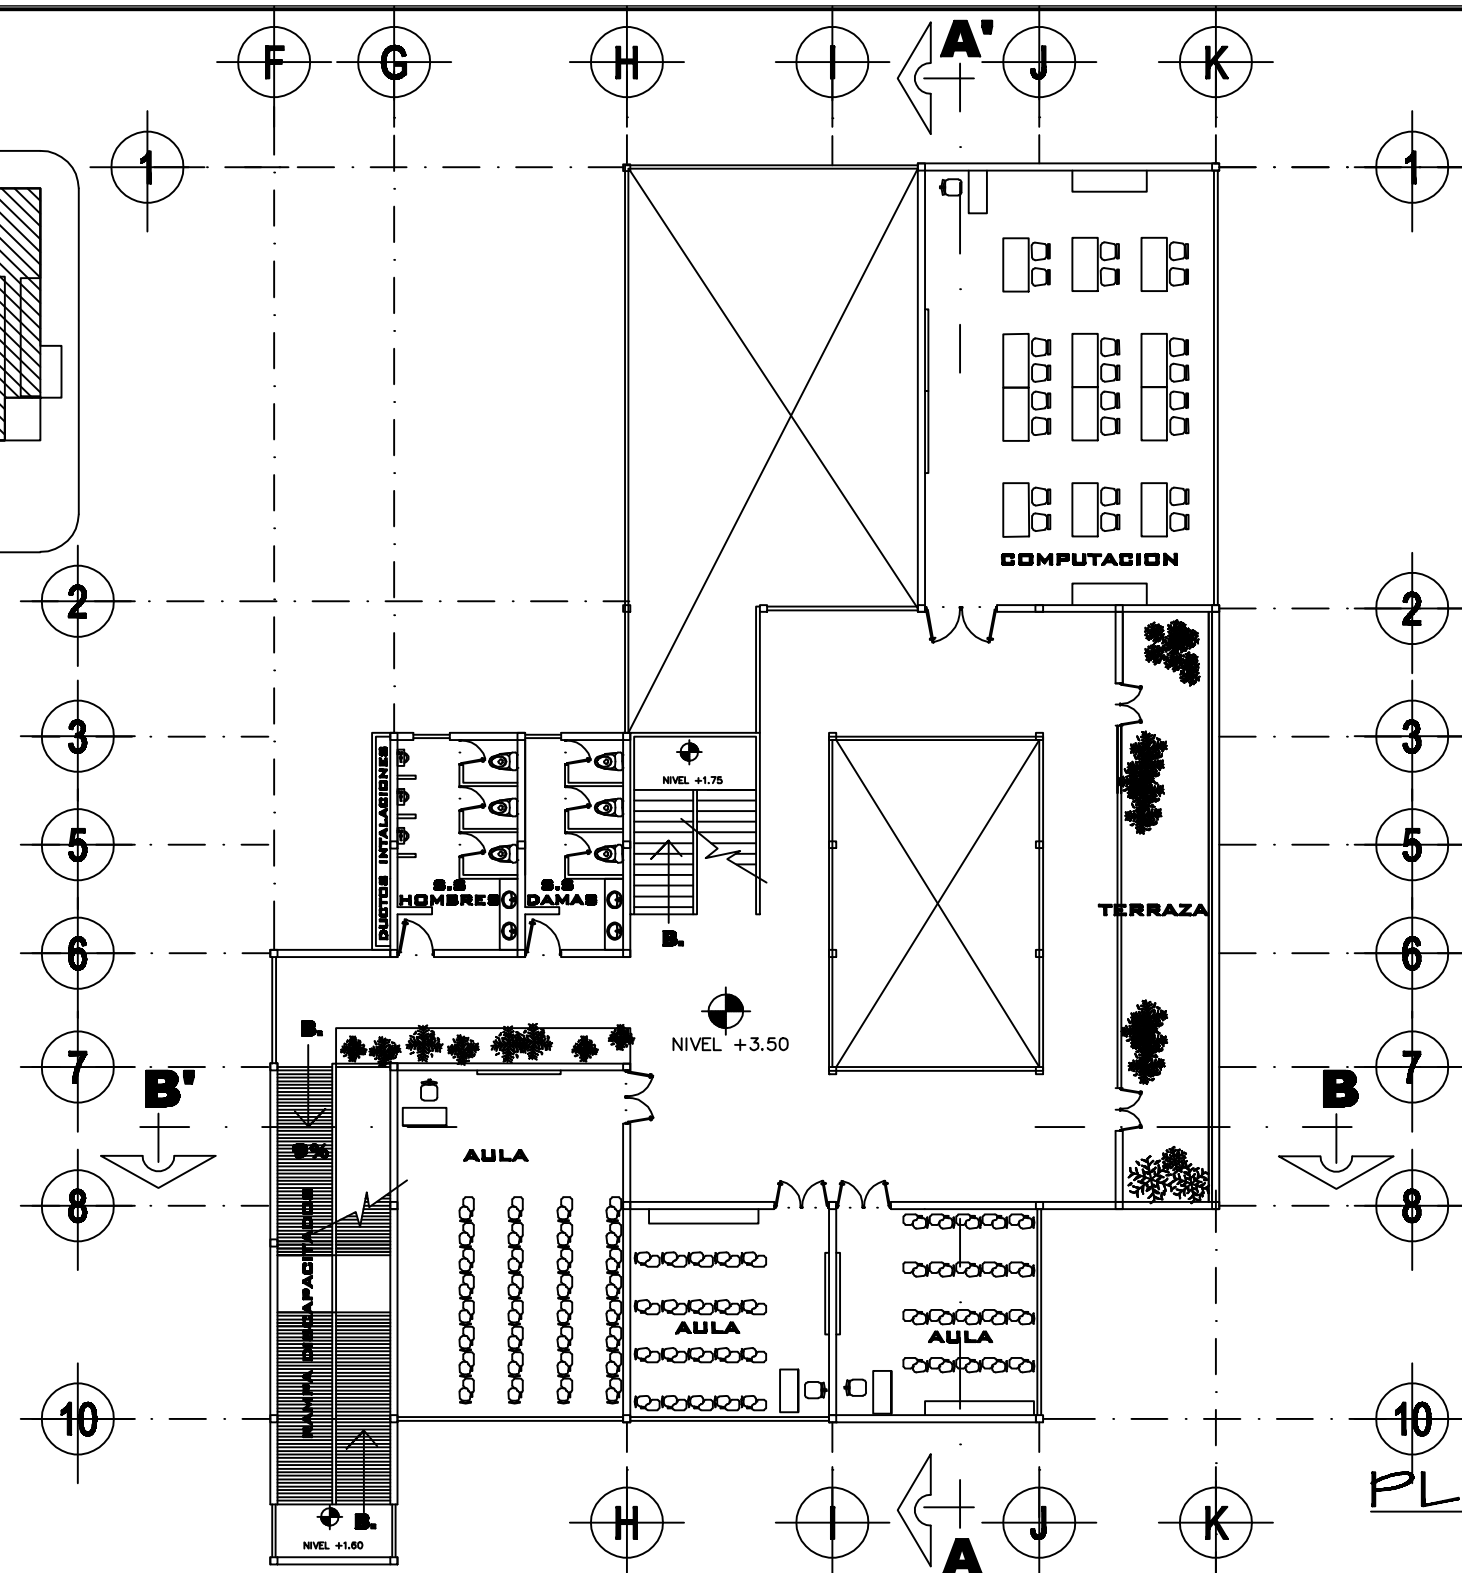 F G H I A' J K
1 1
COMPUTACION
2 2
3 3
DUCTOS INTALACIONES
NIVEL +1.75
5 5
S.S HOMBRES
S.S DAMAS
TERRAZA
B.
6 6
B.
NIVEL +3.50
7 7
B' B
9%
AULA
8 8
RAMPA DISCAPACITADOS
AULA
AULA
10 10
PL
B.
NIVEL +1.60
H I J K
A